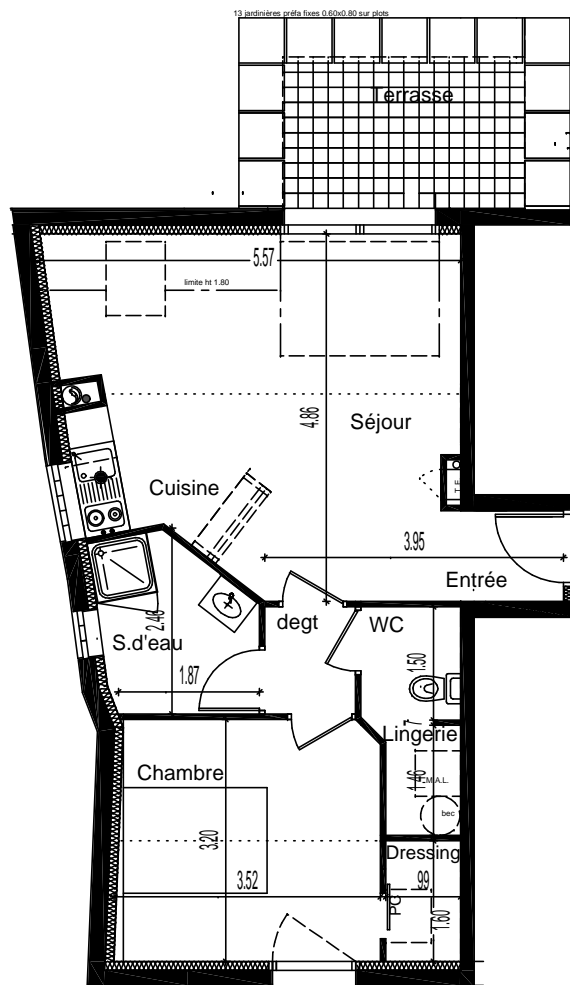 13 jardinières préfa fixes 0.60x0.80 sur plots
Terrasse
5.57
limite ht 1.80
4.86
Séjour
Cuisine
T E
3.95
Entrée
degt
WC
2.46
S.d'eau
1.50
1.87
Lingerie
Chambre
1.46
M.A.L.
bec
3.20
Dressing
3.52
99
PC
1.60